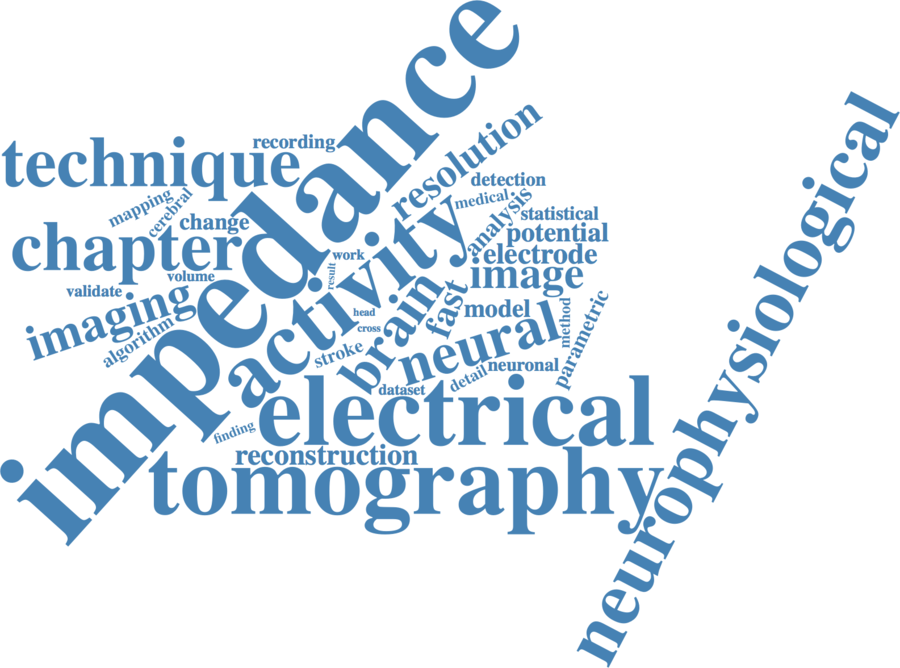 impedance
neurophysiological
resolution
recording
technique
detection
medical
mapping
cerebral
analysis
change
statistical
chapter
activity
potential
work
electrode
volume
result
image
validate
imaging
brain
fast
model
head
method
parametric
algorithm
cross
neural
stroke
neuronal
detail
dataset
electrical
finding
reconstruction
tomography